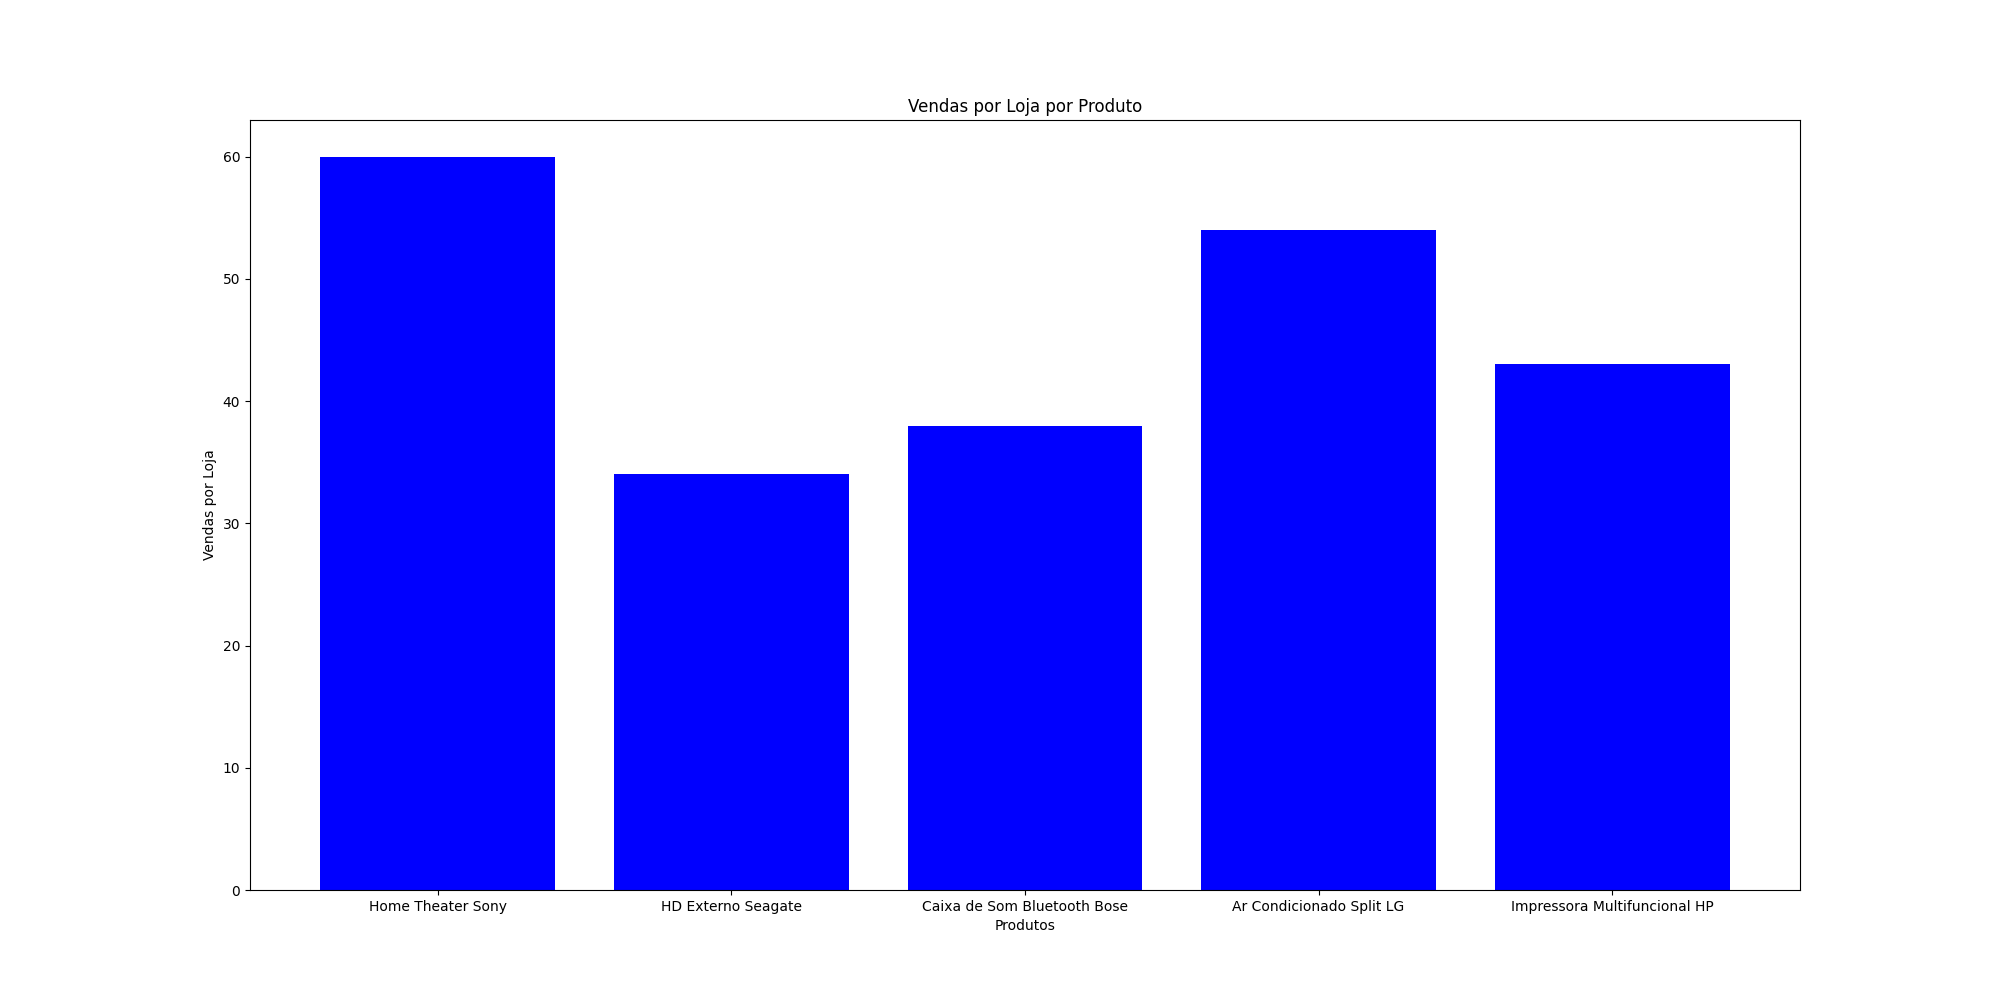 Vendas por Loja por Produto
60
50
40
30
20
10
0
Vendas por Loja
Home Theater Sony
HD Externo Seagate
Caixa de Som Bluetooth Bose
Ar Condicionado Split LG
Impressora Multifuncional HP
Produtos